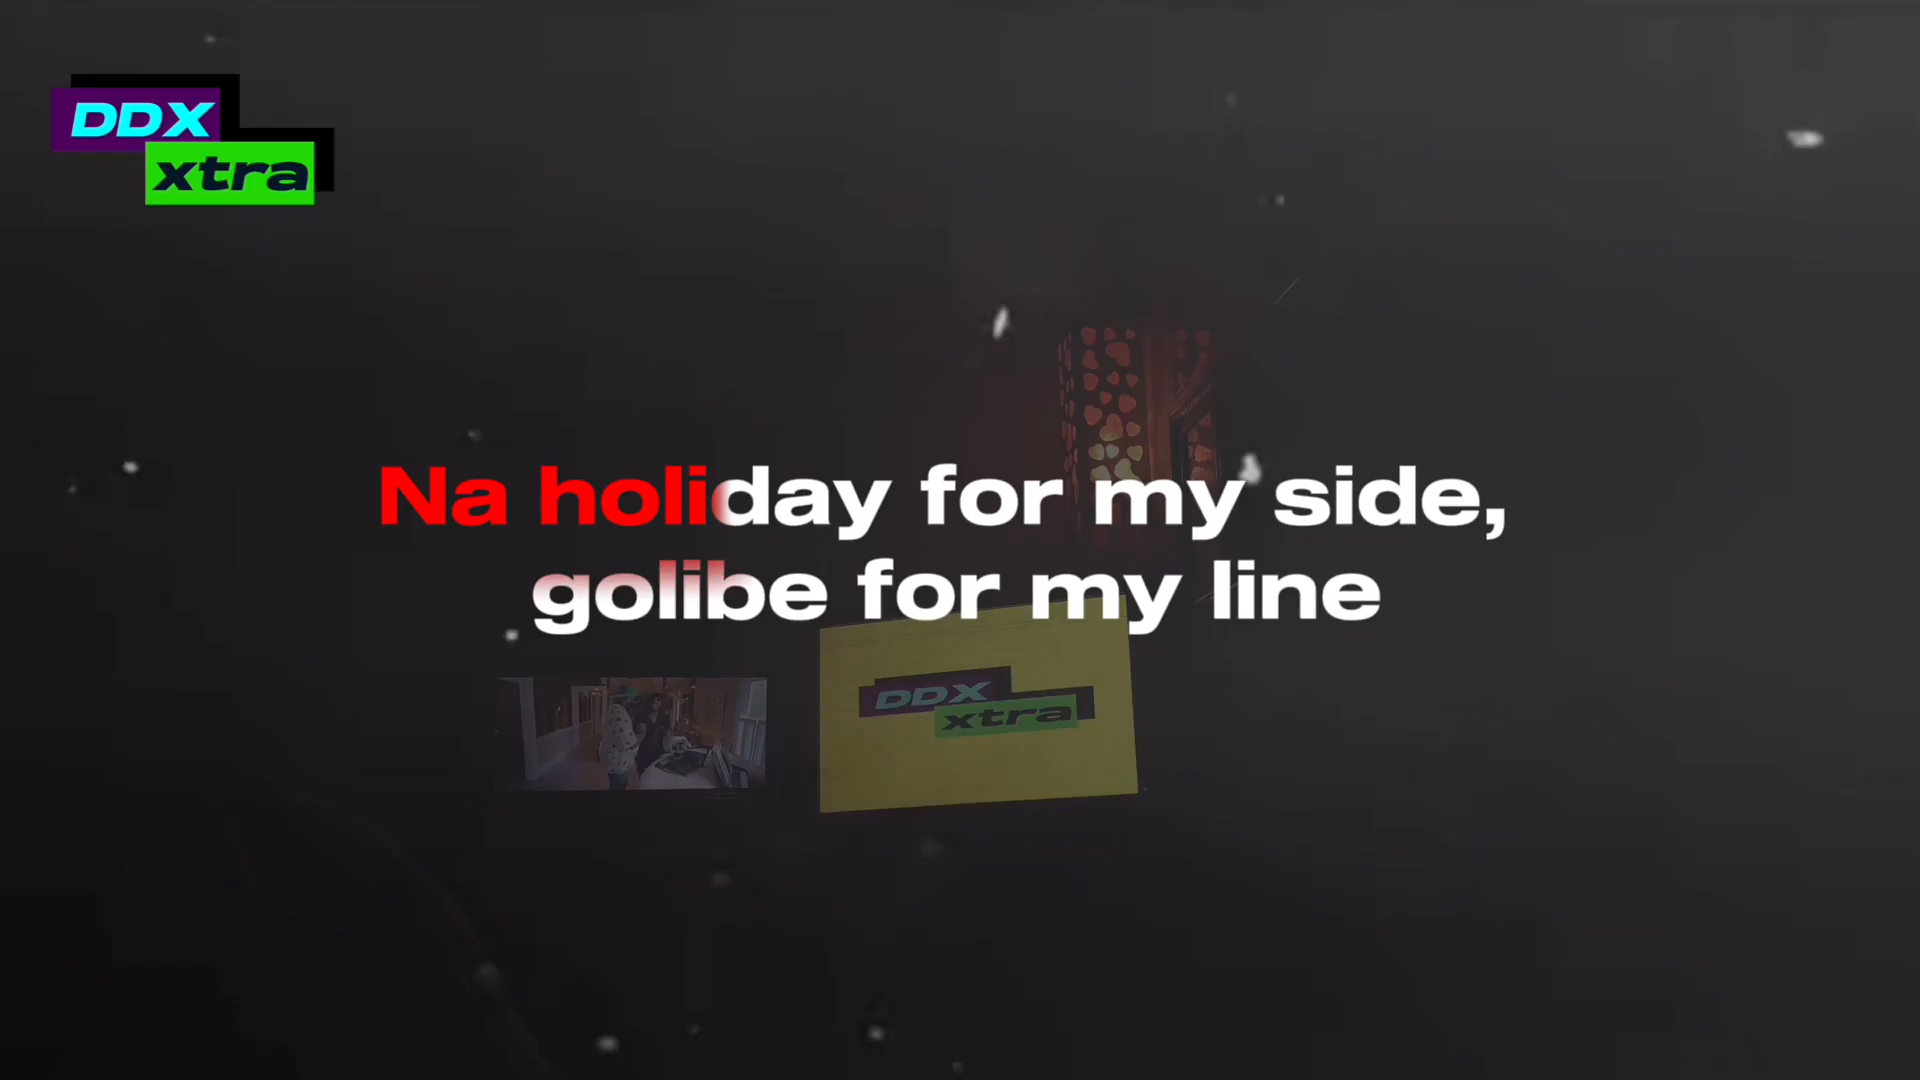 DDX
xtra
Na holiday for my side,
golibe for my line
DDX
xtra